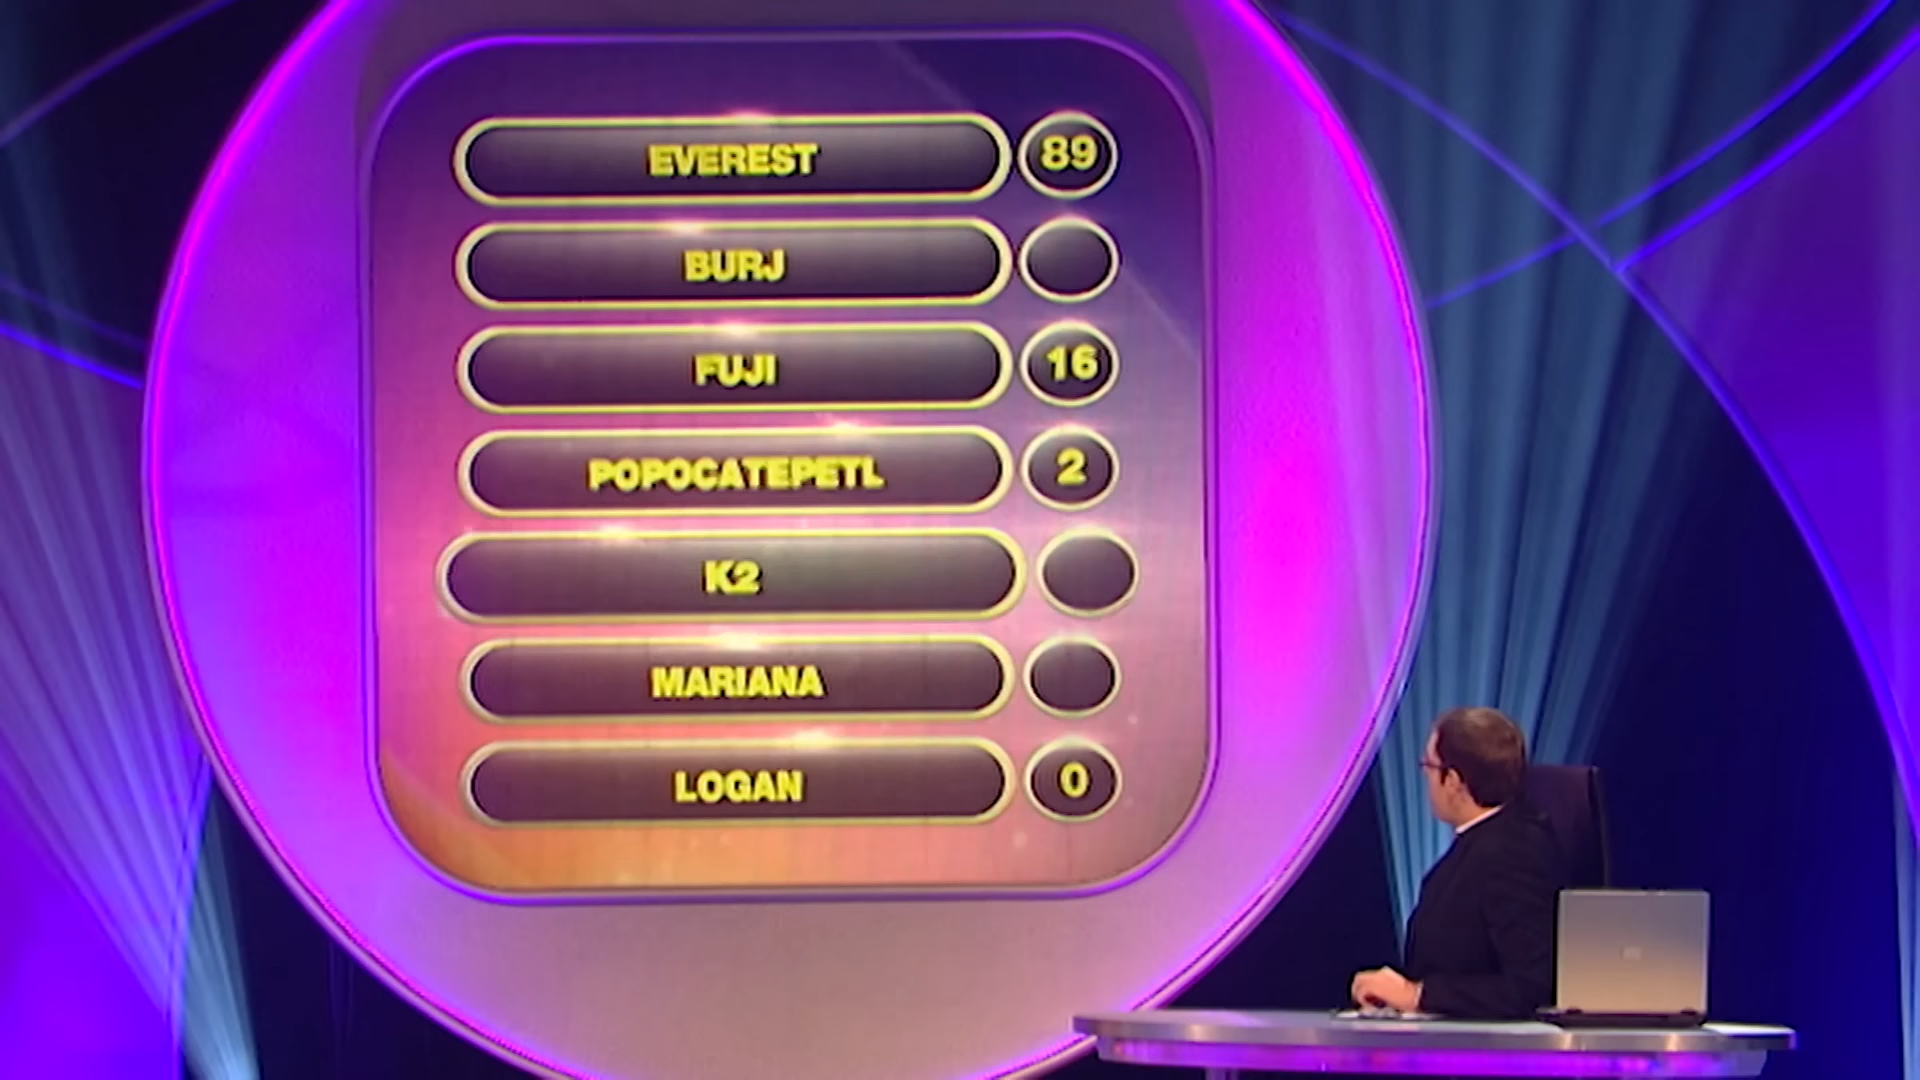 EVEREST 89
BURJ
FUJI 16
POPOCATEPETL 2
K2
MARIANA
LOGAN 0